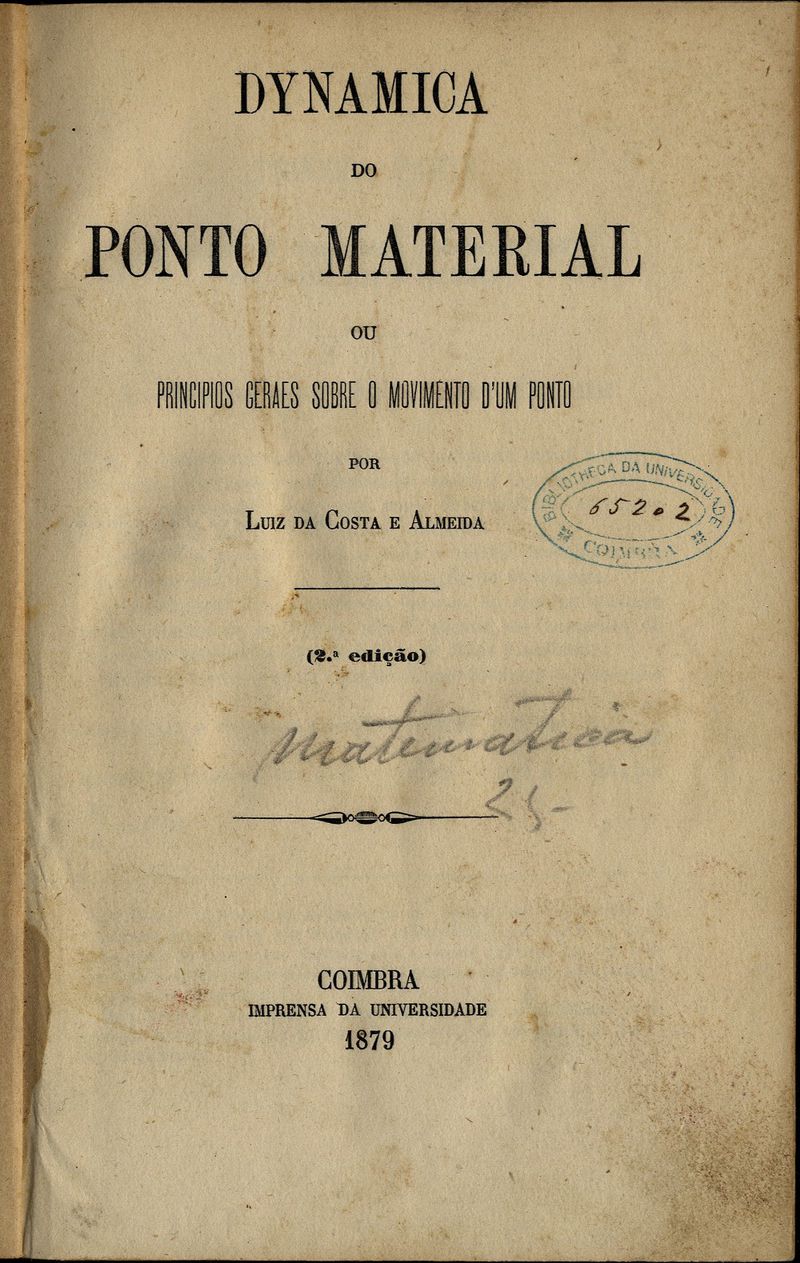 DYNAMICA
DO
PONTO MATERIAL
OU
PRINCIPIOS GERAES SOBRE O MOVIMENTO D'UM PONTO
POR
LUIZ DA COSTA E ALMEIDA
BIBLIOTHECA DA UNIVERSIDADE
COIMBRA
(2.ª edição)
Matematica
COIMBRA
IMPRENSA DA UNIVERSIDADE
1879